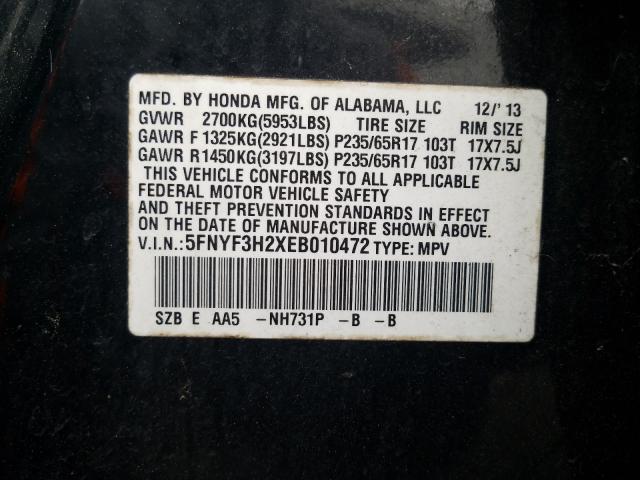 MFD. BY HONDA MFG. OF ALABAMA, LLC 12/'13
GVWR 2700KG(5953LBS) TIRE SIZE RIM SIZE
GAWR F 1325KG(2921LBS) P235/65R17 103T 17X7.5J
GAWR R 1450KG(3197LBS) P235/65R17 103T 17X7.5J
THIS VEHICLE CONFORMS TO ALL APPLICABLE
FEDERAL MOTOR VEHICLE SAFETY
AND THEFT PREVENTION STANDARDS IN EFFECT
ON THE DATE OF MANUFACTURE SHOWN ABOVE.
V.I.N.:5FNYF3H2XEB010472 TYPE: MPV
SZB E AA5 -NH731P -B -B